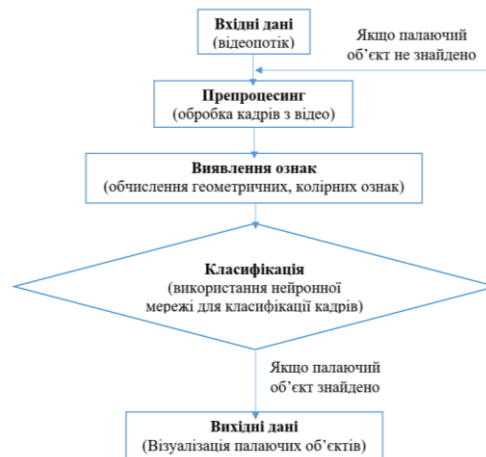 Вхідні дані
(відеопотік)
Якщо палаючий
об’єкт не знайдено
Препроцесинг
(обробка кадрів з відео)
Виявлення ознак
(обчислення геометричних, колірних ознак)
Класифікація
(використання нейронної
мережі для класифікації кадрів)
Якщо палаючий
об’єкт знайдено
Вихідні дані
(Візуалізація палаючих об’єктів)